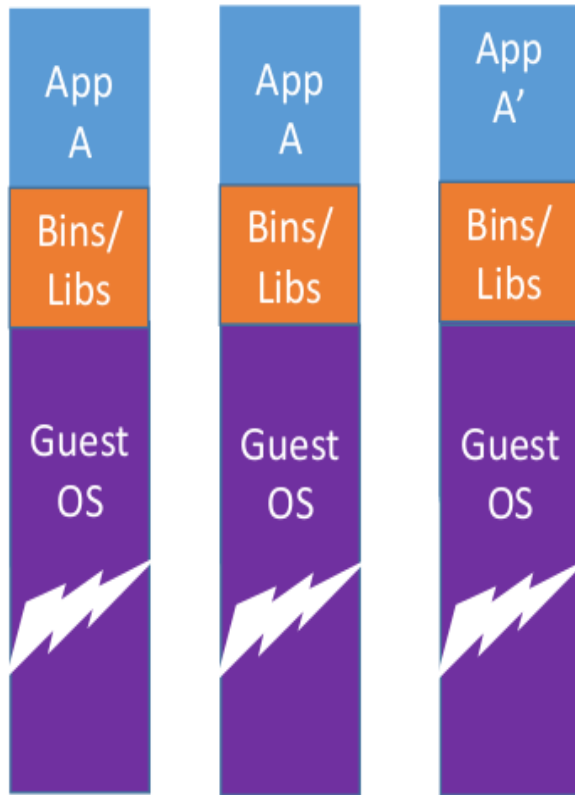 App
A
Bins/
Libs
Guest
OS
App
A
Bins/
Libs
Guest
OS
App
A’
Bins/
Libs
Guest
OS